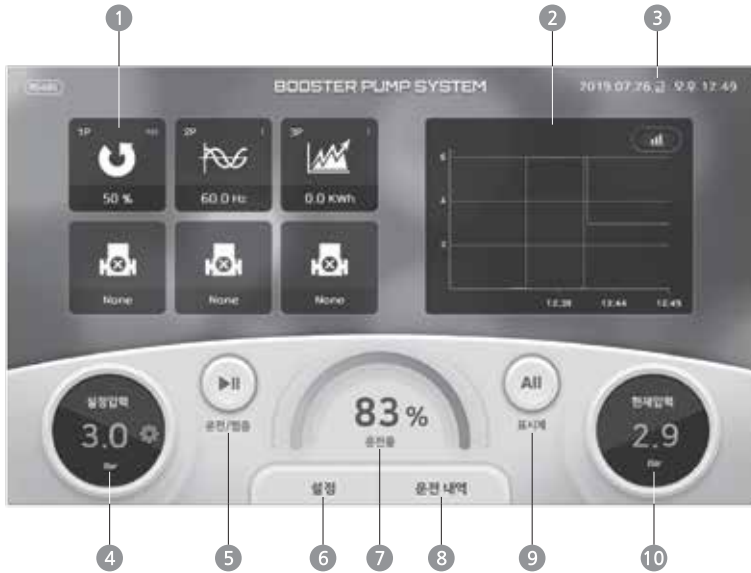 1 2 3
BOOSTER PUMP SYSTEM
2019.07.26 금 오후 12:49
1P
2P
3P
50 %
60.0 Hz
0.0 KWh
None
None
None
6
4
2
12:39 12:44 12:49
설정압력
3.0
Bar
운전/멈춤
83 %
운전율
All
표시계
현재압력
2.9
Bar
설정
운전 내역
4 5 6 7 8 9 10